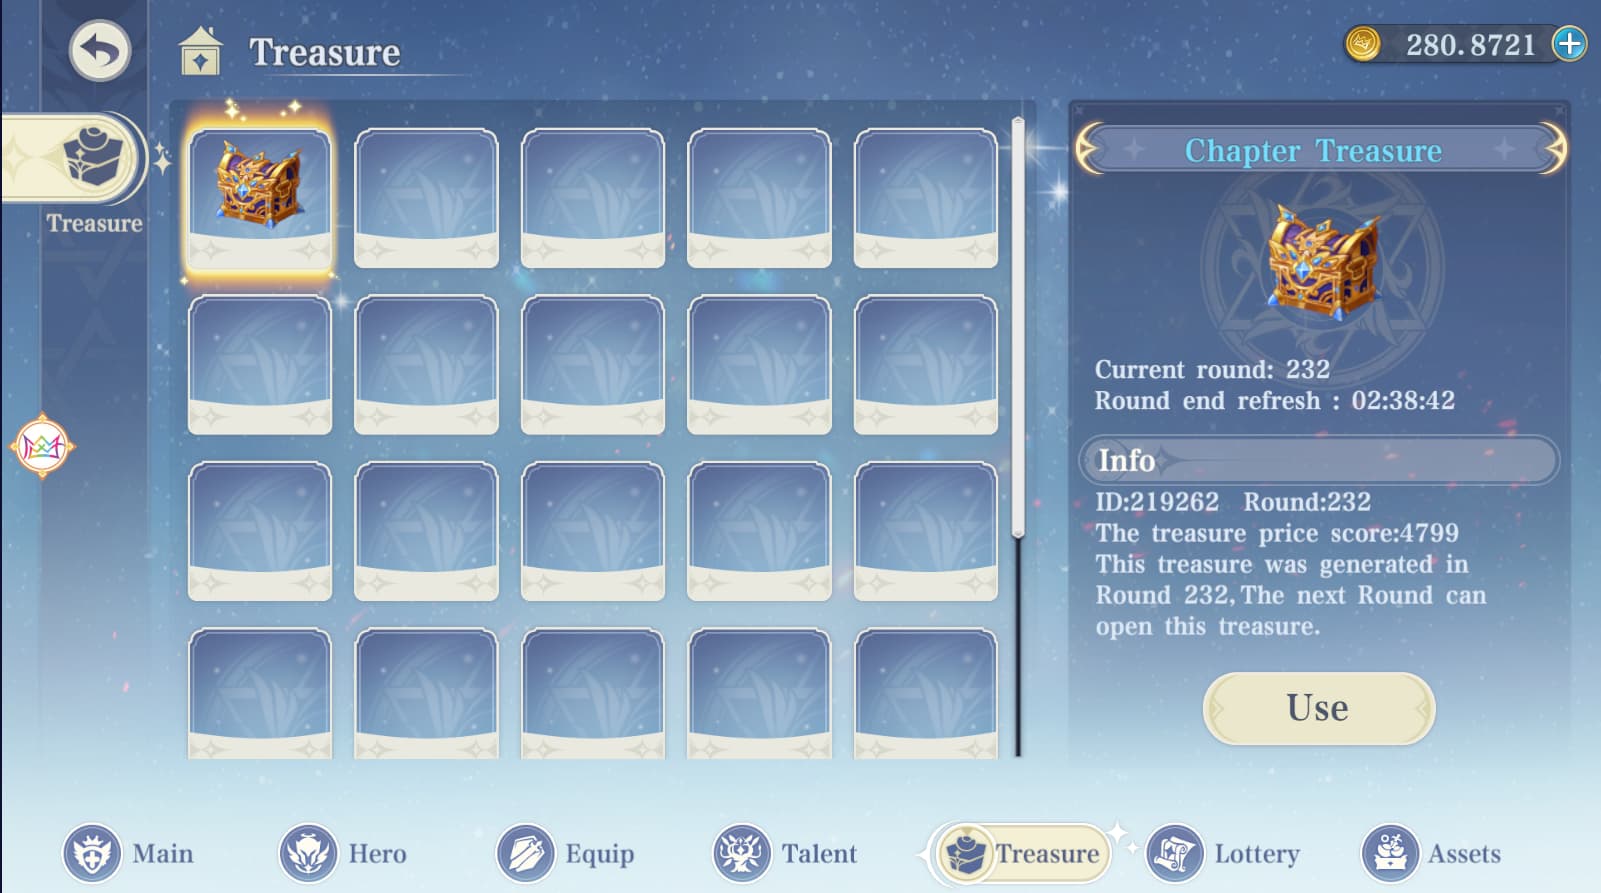 Treasure
280.8721
Treasure
Chapter Treasure
Current round: 232
Round end refresh : 02:38:42
Info
ID:219262 Round:232
The treasure price score:4799
This treasure was generated in
Round 232,The next Round can
open this treasure.
Use
Main
Hero
Equip
Talent
Treasure
Lottery
Assets